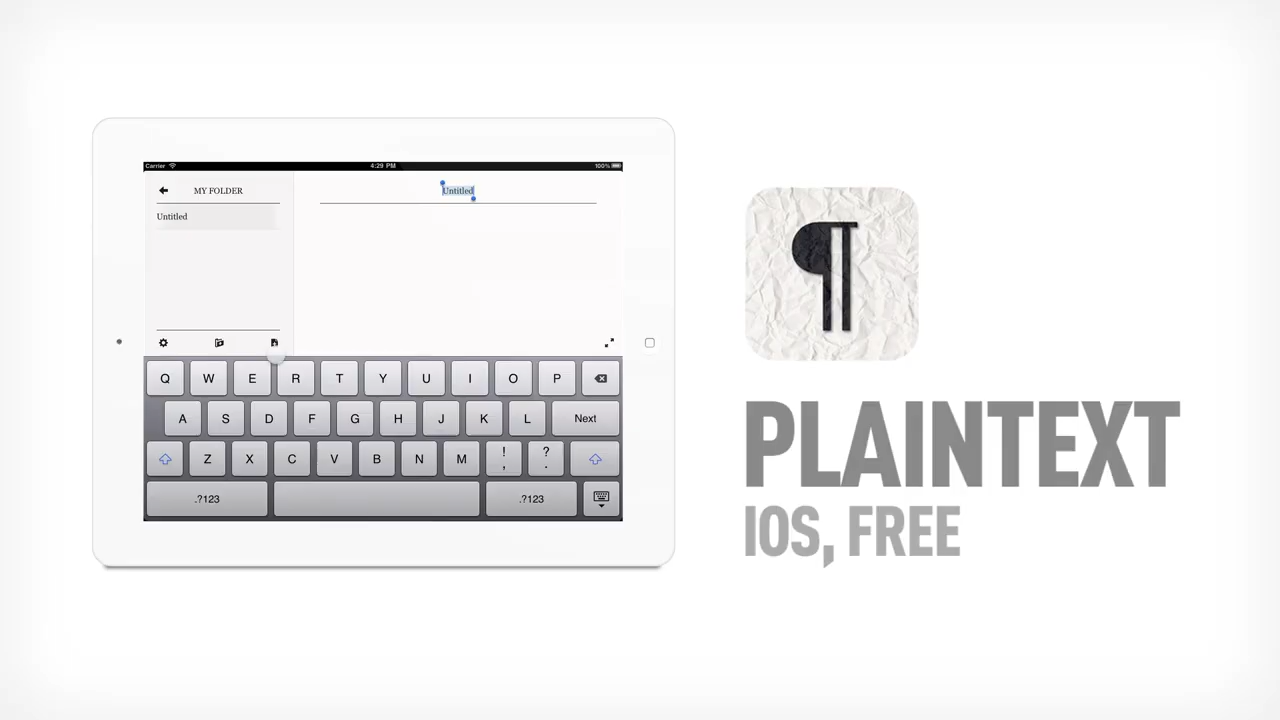 Carrier 4:29 PM 100%
MY FOLDER
Untitled
Untitled
Q W E R T Y U I O P
A S D F G H J K L Next
Z X C V B N M ! , ? .
.?123 .?123
¶
PLAINTEXT
IOS, FREE